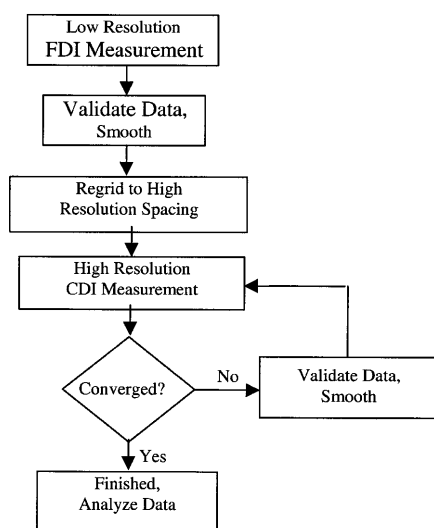 Low Resolution
FDI Measurement
Validate Data,
Smooth
Regrid to High
Resolution Spacing
High Resolution
CDI Measurement
Converged?
No
Validate Data,
Smooth
Yes
Finished,
Analyze Data